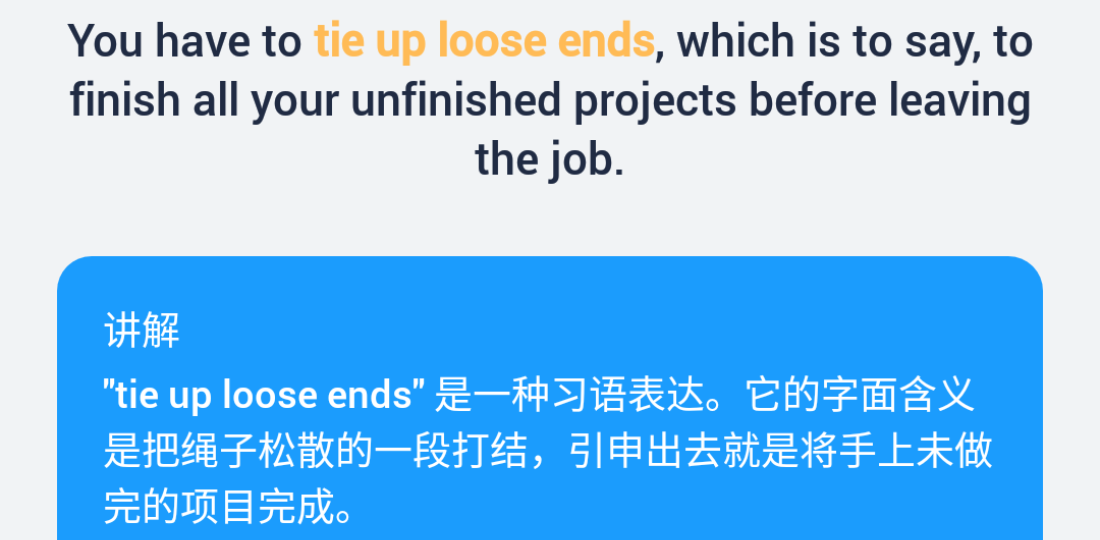 You have to tie up loose ends, which is to say, to
finish all your unfinished projects before leaving
the job.
讲解
"tie up loose ends" 是一种习语表达。它的字面含义
是把绳子松散的一段打结，引申出去就是将手上未做
完的项目完成。